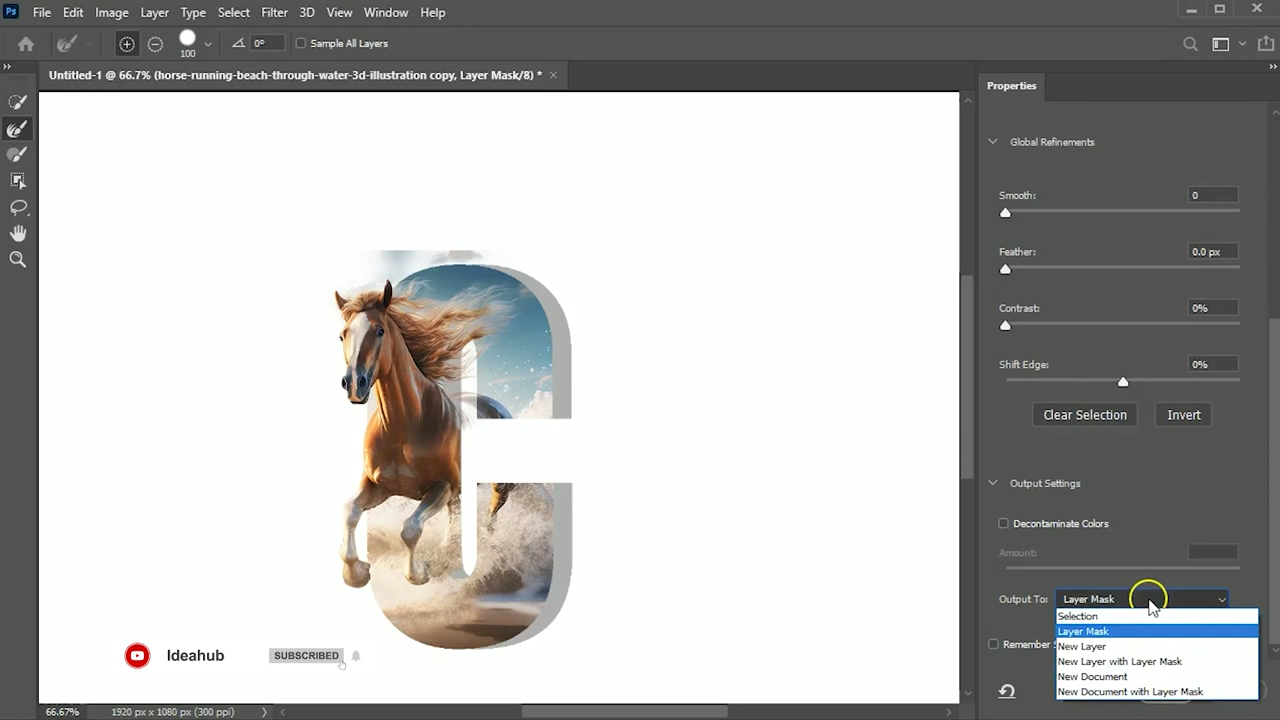 Ps File Edit Image Layer Type Select Filter 3D View Window Help
100 0° Sample All Layers
Untitled-1 @ 66.7% (horse-running-beach-through-water-3d-illustration copy, Layer Mask/8) *
Properties
Global Refinements
Smooth: 0
Feather: 0.0 px
Contrast: 0%
Shift Edge: 0%
Clear Selection Invert
Output Settings
Decontaminate Colors
Amount:
Output To: Layer Mask
Selection
Layer Mask
New Layer
New Layer with Layer Mask
New Document
New Document with Layer Mask
Remember
Ideahub SUBSCRIBED
66.67% 1920 px x 1080 px (300 ppi)